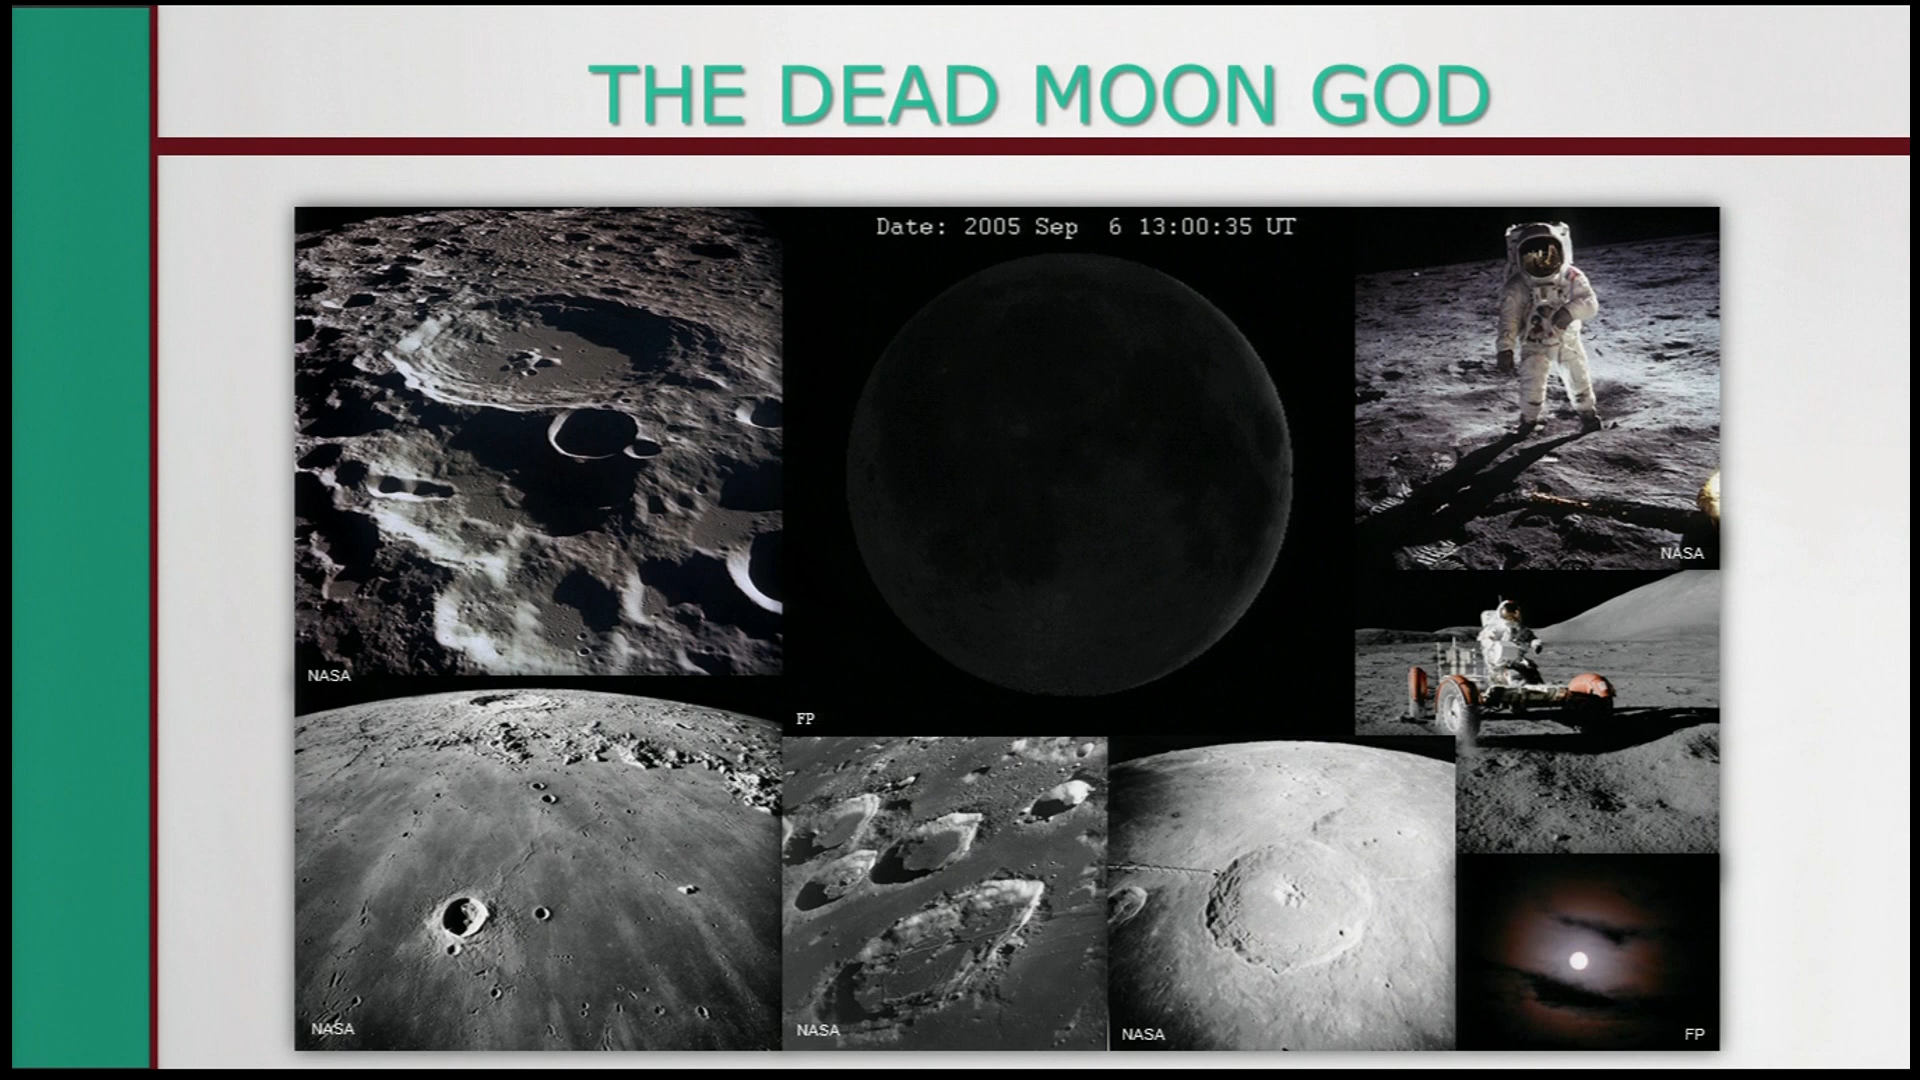 THE DEAD MOON GOD
Date: 2005 Sep  6 13:00:35 UT
NASA
NASA
FP
NASA
NASA
NASA
FP